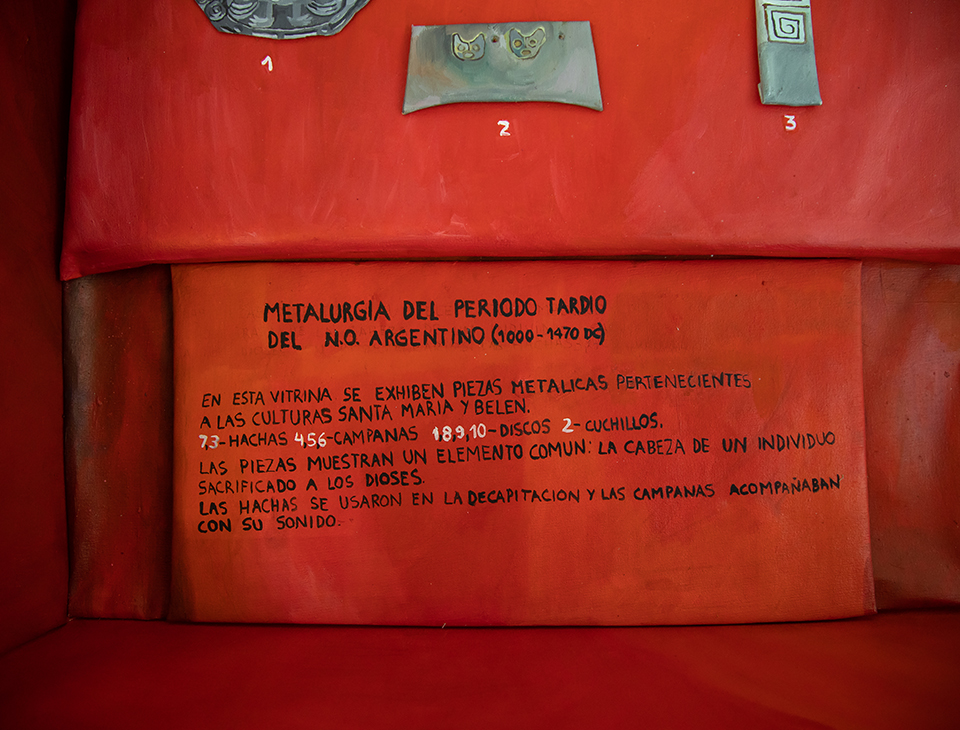 1
2
3
METALURGIA DEL PERIODO TARDIO
DEL N.O. ARGENTINO (1000-1470 DC)
EN ESTA VITRINA SE EXHIBEN PIEZAS METALICAS PERTENECIENTES
A LAS CULTURAS SANTA MARIA Y BELEN.
7,3-HACHAS 4,5,6-CAMPANAS 1,8,9,10-DISCOS 2-CUCHILLOS.
LAS PIEZAS MUESTRAN UN ELEMENTO COMUN: LA CABEZA DE UN INDIVIDUO
SACRIFICADO A LOS DIOSES.
LAS HACHAS SE USARON EN LA DECAPITACION Y LAS CAMPANAS ACOMPAÑABAN
CON SU SONIDO.